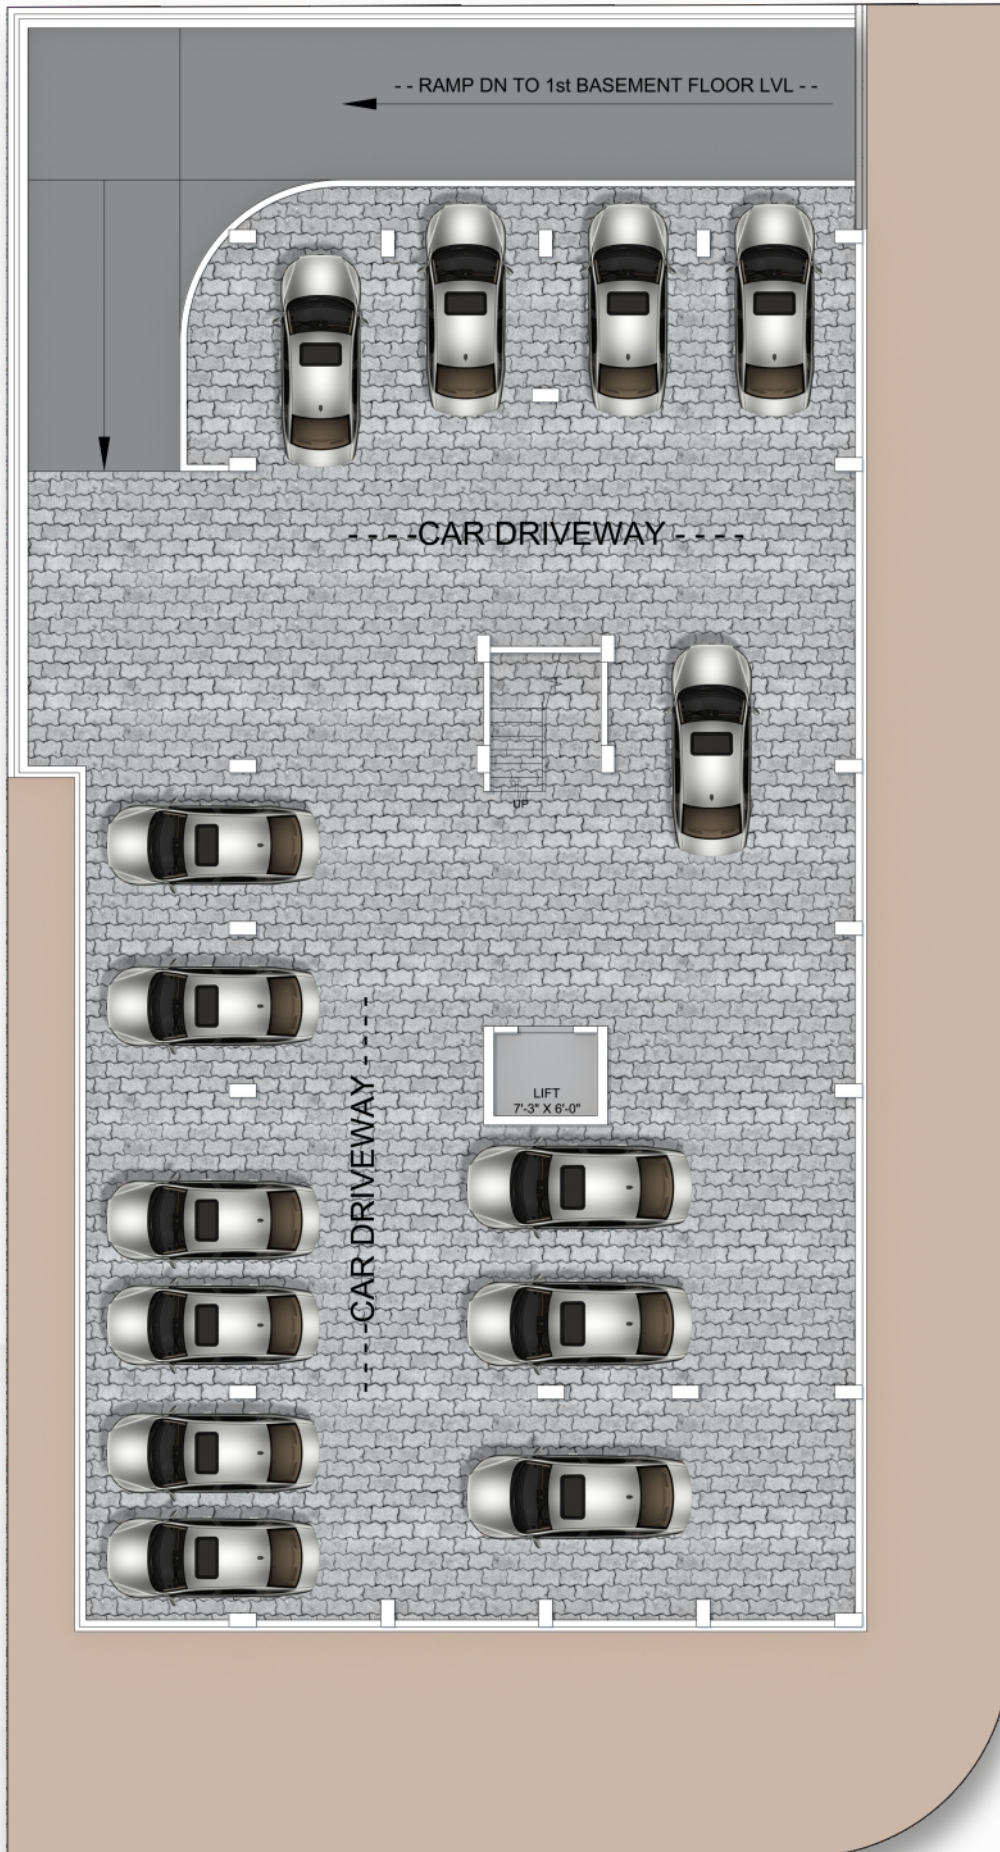 -- RAMP DN TO 1st BASEMENT FLOOR LVL --
----CAR DRIVEWAY----
UP
----CAR DRIVEWAY----
LIFT
7'-3" X 6'-0"